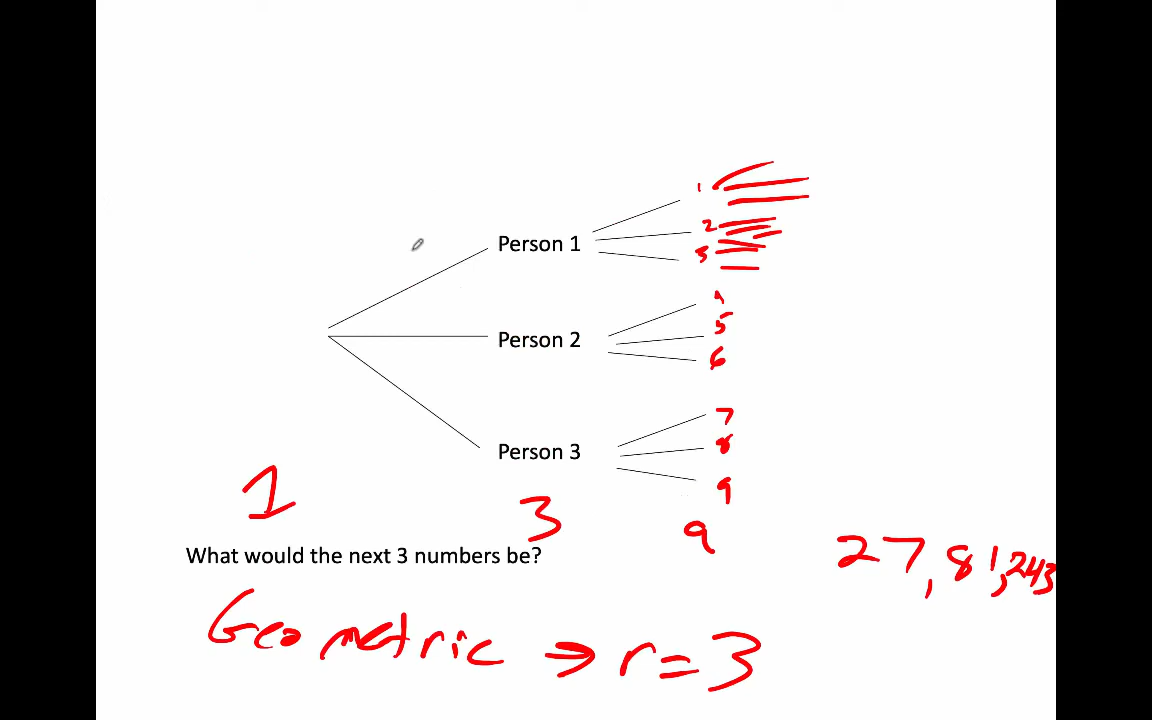 1
2
Person 1
3
4
5
Person 2
6
7
8
Person 3
9
1 3 9
What would the next 3 numbers be?
27, 81, 243
Geometric → r = 3